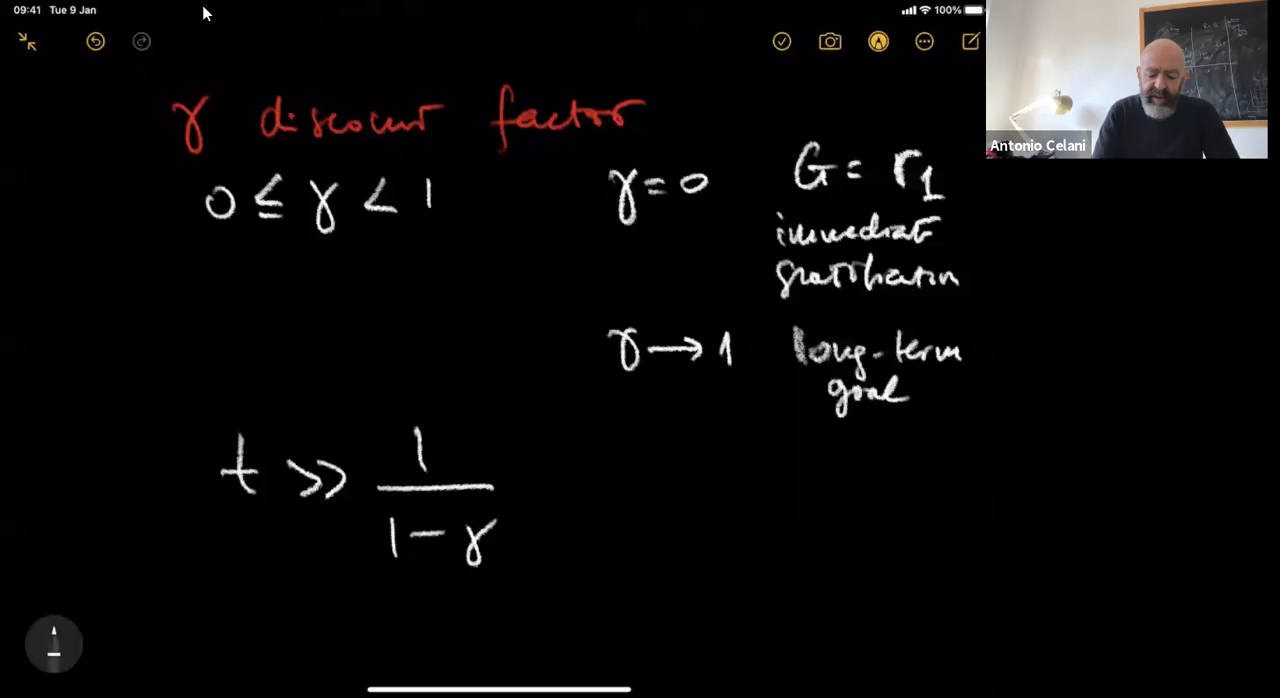 09:41 Tue 9 Jan
100%
γ discount factor
0 ≤ γ < 1
γ = 0
G = r₁
immediate
gratification
γ → 1
long-term
goal
t >> 1/(1-γ)
Antonio Celani